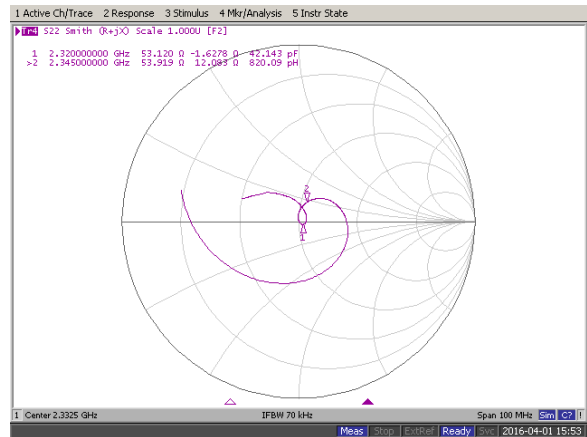 1 Active Ch/Trace 2 Response 3 Stimulus 4 Mkr/Analysis 5 Instr State
Tr4 S22 Smith (R+jX) Scale 1.000U [F2]
1 2.320000000 GHz 53.120 Ω -1.6278 Ω 42.143 pF
>2 2.345000000 GHz 53.919 Ω 12.083 Ω 820.09 pH
2
1
1 Center 2.3325 GHz IFBW 70 kHz Span 100 MHz Sim C? !
Meas Stop ExtRef Ready Svc 2016-04-01 15:53